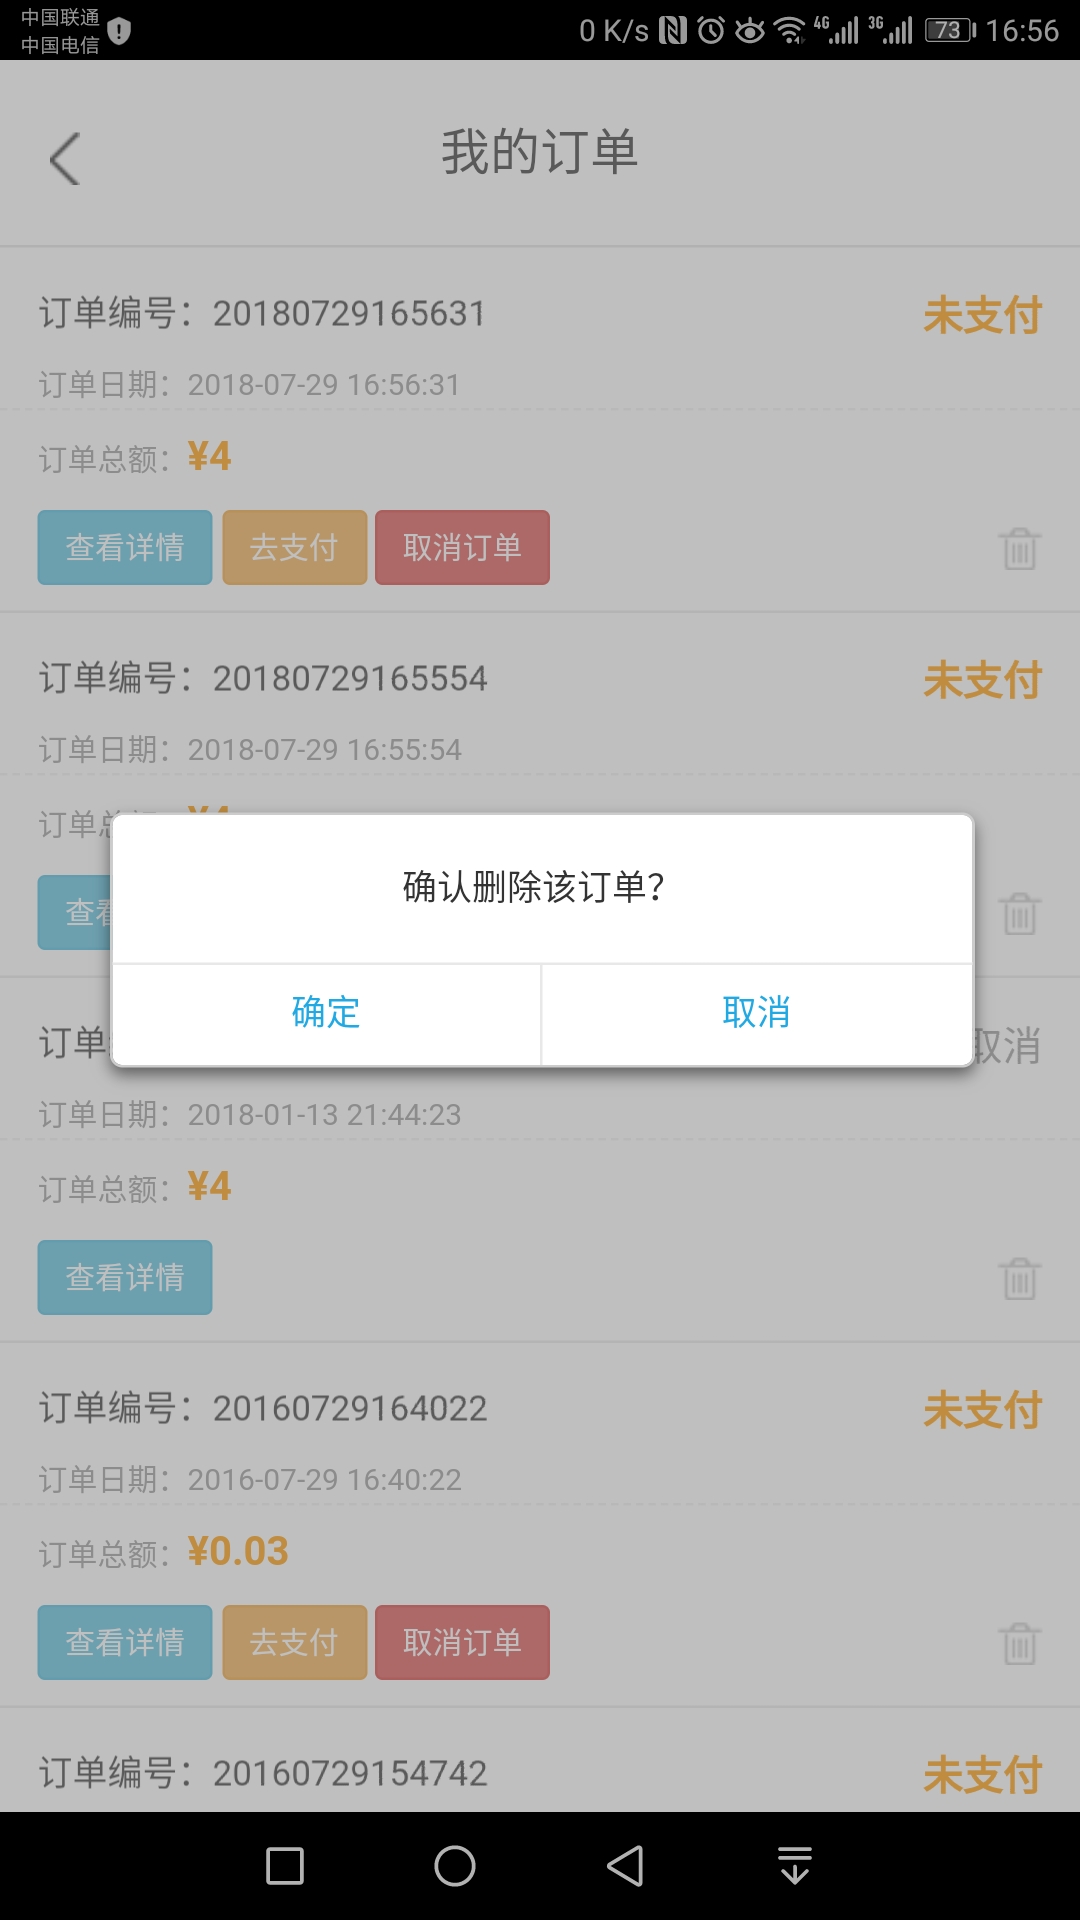 中国联通
中国电信
0 K/s 4G 3G 73 16:56
我的订单
订单编号：20180729165631 未支付
订单日期：2018-07-29 16:56:31
订单总额：¥4
查看详情 去支付 取消订单
订单编号：20180729165554 未支付
订单日期：2018-07-29 16:55:54
订单
查
确认删除该订单？
确定 取消
订单 取消
订单日期：2018-01-13 21:44:23
订单总额：¥4
查看详情
订单编号：20160729164022 未支付
订单日期：2016-07-29 16:40:22
订单总额：¥0.03
查看详情 去支付 取消订单
订单编号：20160729154742 未支付